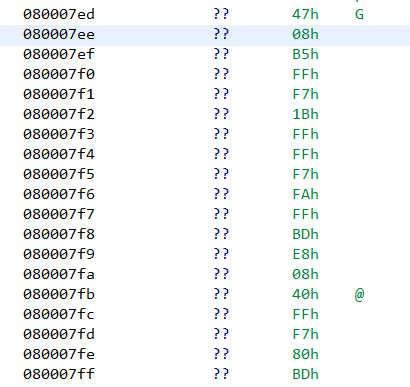 080007ed ?? 47h G
080007ee ?? 08h
080007ef ?? B5h
080007f0 ?? FFh
080007f1 ?? F7h
080007f2 ?? 1Bh
080007f3 ?? FFh
080007f4 ?? FFh
080007f5 ?? F7h
080007f6 ?? FAh
080007f7 ?? FFh
080007f8 ?? BDh
080007f9 ?? E8h
080007fa ?? 08h
080007fb ?? 40h @
080007fc ?? FFh
080007fd ?? F7h
080007fe ?? 80h
080007ff ?? BDh